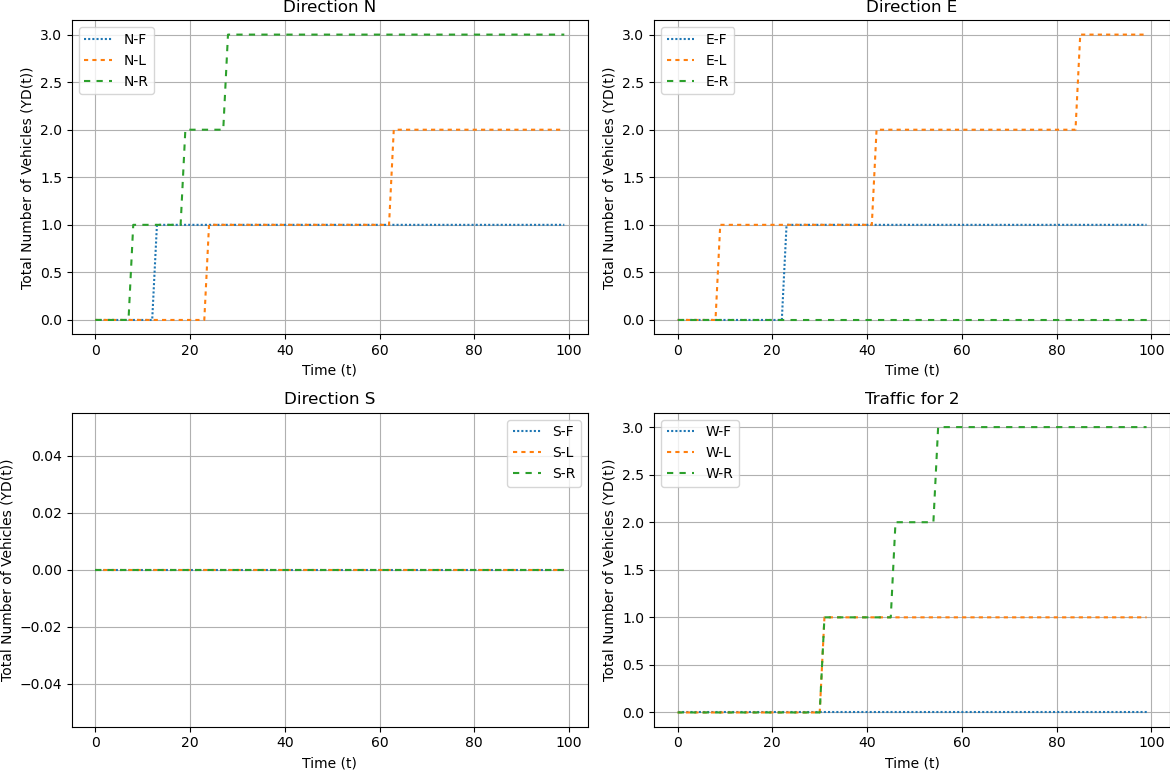 Direction N
Total Number of Vehicles (YD(t))
3.0
2.5
2.0
1.5
1.0
0.5
0.0
N-F
N-L
N-R
0 20 40 60 80 100
Time (t)
Direction E
Total Number of Vehicles (YD(t))
3.0
2.5
2.0
1.5
1.0
0.5
0.0
E-F
E-L
E-R
0 20 40 60 80 100
Time (t)
Direction S
Total Number of Vehicles (YD(t))
0.04
0.02
0.00
−0.02
−0.04
S-F
S-L
S-R
0 20 40 60 80 100
Time (t)
Traffic for 2
Total Number of Vehicles (YD(t))
3.0
2.5
2.0
1.5
1.0
0.5
0.0
W-F
W-L
W-R
0 20 40 60 80 100
Time (t)